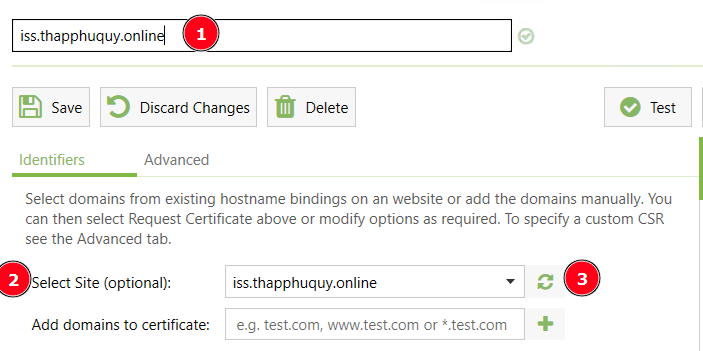 iss.thapphuquy.online
1
Save
Discard Changes
Delete
Test
Identifiers
Advanced
Select domains from existing hostname bindings on an website or add the domains manually. You
can then select Request Certificate above or modify options as required. To specify a custom CSR
see the Advanced tab.
2
Select Site (optional):
iss.thapphuquy.online
3
Add domains to certificate:
e.g. test.com, www.test.com or *.test.com